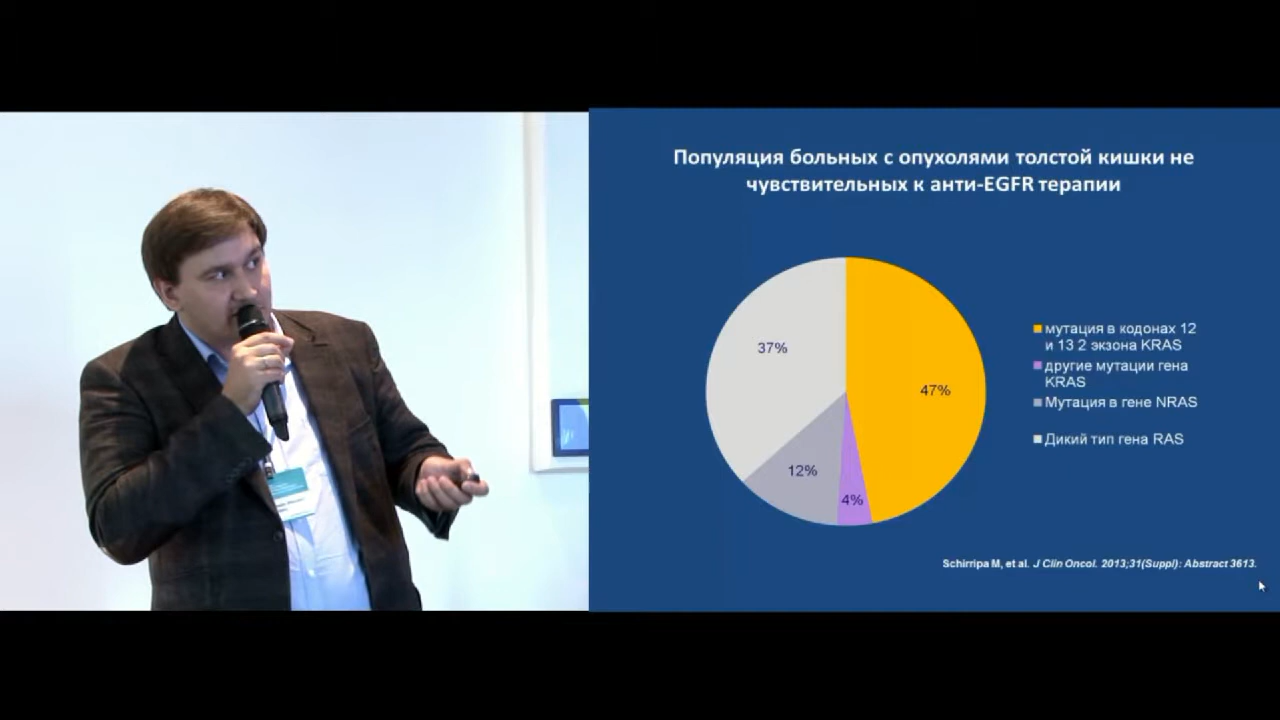 Популяция больных с опухолями толстой кишки не
чувствительных к анти-EGFR терапии
37%
47%
12%
4%
мутация в кодонах 12
и 13 2 экзона KRAS
другие мутации гена
KRAS
Мутация в гене NRAS
Дикий тип гена RAS
Schirripa M, et al. J Clin Oncol. 2013;31(Suppl): Abstract 3613.